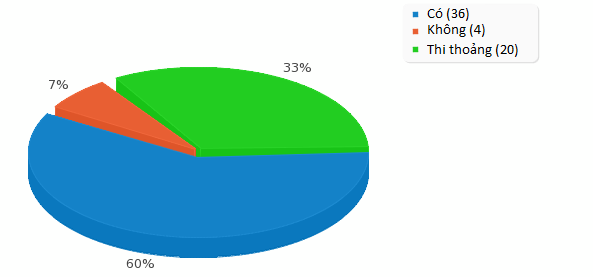 Có (36)
Không (4)
Thi thoảng (20)
33%
7%
60%